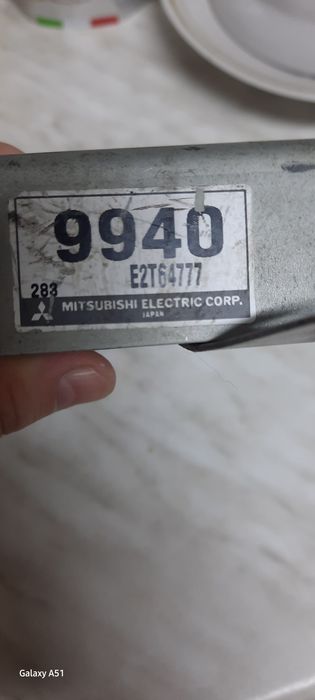 9940
E2T64777
283
MITSUBISHI ELECTRIC CORP.
JAPAN
Galaxy A51